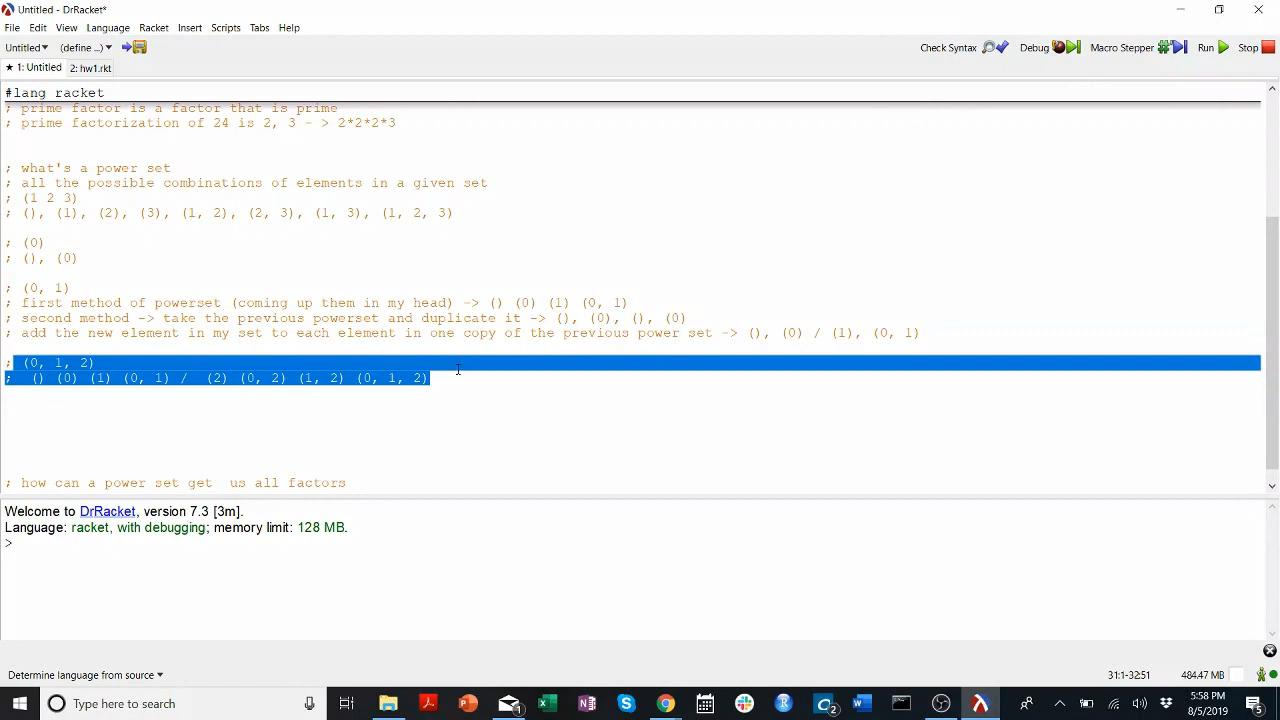 Untitled - DrRacket*
File Edit View Language Racket Insert Scripts Tabs Help
Untitled▾ (define ...)▾ Check Syntax Debug Macro Stepper Run Stop
★ 1: Untitled 2: hw1.rkt
#lang racket
; prime factor is a factor that is prime
; prime factorization of 24 is 2, 3 - > 2*2*2*3
; what's a power set
; all the possible combinations of elements in a given set
; (1 2 3)
; (), (1), (2), (3), (1, 2), (2, 3), (1, 3), (1, 2, 3)
; (0)
; (), (0)
; (0, 1)
; first method of powerset (coming up them in my head) -> () (0) (1) (0, 1)
; second method -> take the previous powerset and duplicate it -> (), (0), (), (0)
; add the new element in my set to each element in one copy of the previous power set -> (), (0) / (1), (0, 1)
; (0, 1, 2)
; () (0) (1) (0, 1) / (2) (0, 2) (1, 2) (0, 1, 2)
; how can a power set get us all factors
Welcome to DrRacket, version 7.3 [3m].
Language: racket, with debugging; memory limit: 128 MB.
>
Determine language from source▾ 31:1-32:51 484.47 MB
Type here to search 5:58 PM
8/5/2019